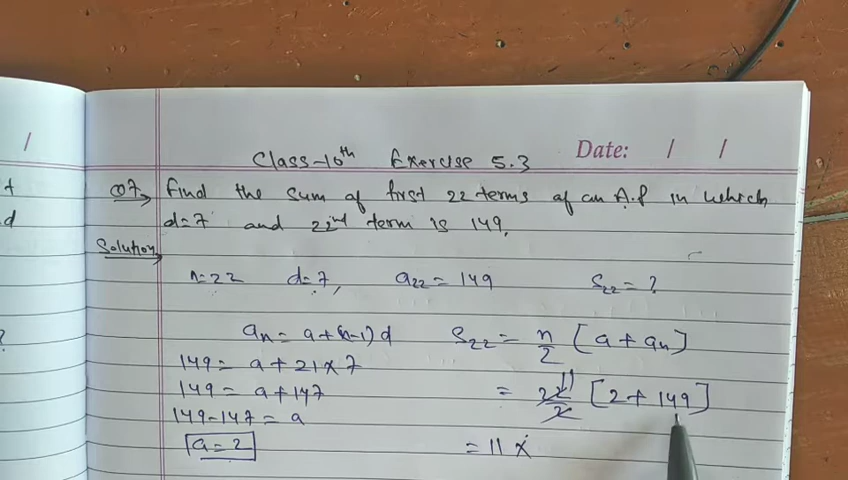 /
Class-10th Exercise 5.3 Date: / /
t
Q7 Find the sum of first 22 terms of an A.P in which
d
d=7 and 22nd term is 149.
Solution
n=22 d=7, a22 = 149 S22 = ?
?
an = a+(n-1)d S22 = n/2 [a + an]
149 = a + 21 x 7
149 = a + 147 = 22/2 11 [2 + 149]
149-147 = a
a = 2 = 11 x